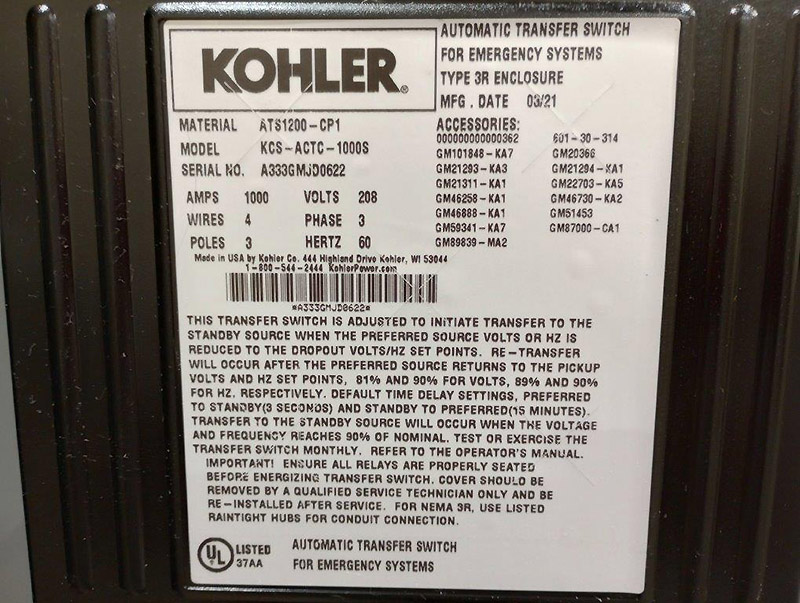 KOHLER®
AUTOMATIC TRANSFER SWITCH
FOR EMERGENCY SYSTEMS
TYPE 3R ENCLOSURE
MFG. DATE 03/21
MATERIAL ATS1200-CP1
MODEL KCS-ACTC-1000S
SERIAL NO. A333GMJD0622
AMPS 1000 VOLTS 208
WIRES 4 PHASE 3
POLES 3 HERTZ 60
ACCESSORIES:
000000000000362 601-30-314
GM101848-KA7 GM20366
GM21293-KA3 GM21294-KA1
GM21311-KA1 GM22703-KA5
GM46258-KA1 GM46730-KA2
GM46888-KA1 GM51453
GM59341-KA7 GM87000-CA1
GM89839-MA2
Made in USA by Kohler Co. 444 Highland Drive Kohler, WI 53044
1-800-544-2444 KohlerPower.com
*A333GMJD0622*
THIS TRANSFER SWITCH IS ADJUSTED TO INITIATE TRANSFER TO THE
STANDBY SOURCE WHEN THE PREFERRED SOURCE VOLTS OR HZ IS
REDUCED TO THE DROPOUT VOLTS/HZ SET POINTS. RE-TRANSFER
WILL OCCUR AFTER THE PREFERRED SOURCE RETURNS TO THE PICKUP
VOLTS AND HZ SET POINTS, 81% AND 90% FOR VOLTS, 89% AND 90%
FOR HZ. RESPECTIVELY. DEFAULT TIME DELAY SETTINGS, PREFERRED
TO STANDBY(3 SECONDS) AND STANDBY TO PREFERRED(15 MINUTES).
TRANSFER TO THE STANDBY SOURCE WILL OCCUR WHEN THE VOLTAGE
AND FREQUENCY REACHES 90% OF NOMINAL. TEST OR EXERCISE THE
TRANSFER SWITCH MONTHLY. REFER TO THE OPERATOR'S MANUAL.
IMPORTANT! ENSURE ALL RELAYS ARE PROPERLY SEATED
BEFORE ENERGIZING TRANSFER SWITCH. COVER SHOULD BE
REMOVED BY A QUALIFIED SERVICE TECHNICIAN ONLY AND BE
RE-INSTALLED AFTER SERVICE. FOR NEMA 3R, USE LISTED
RAINTIGHT HUBS FOR CONDUIT CONNECTION.
UL LISTED
37AA
AUTOMATIC TRANSFER SWITCH
FOR EMERGENCY SYSTEMS